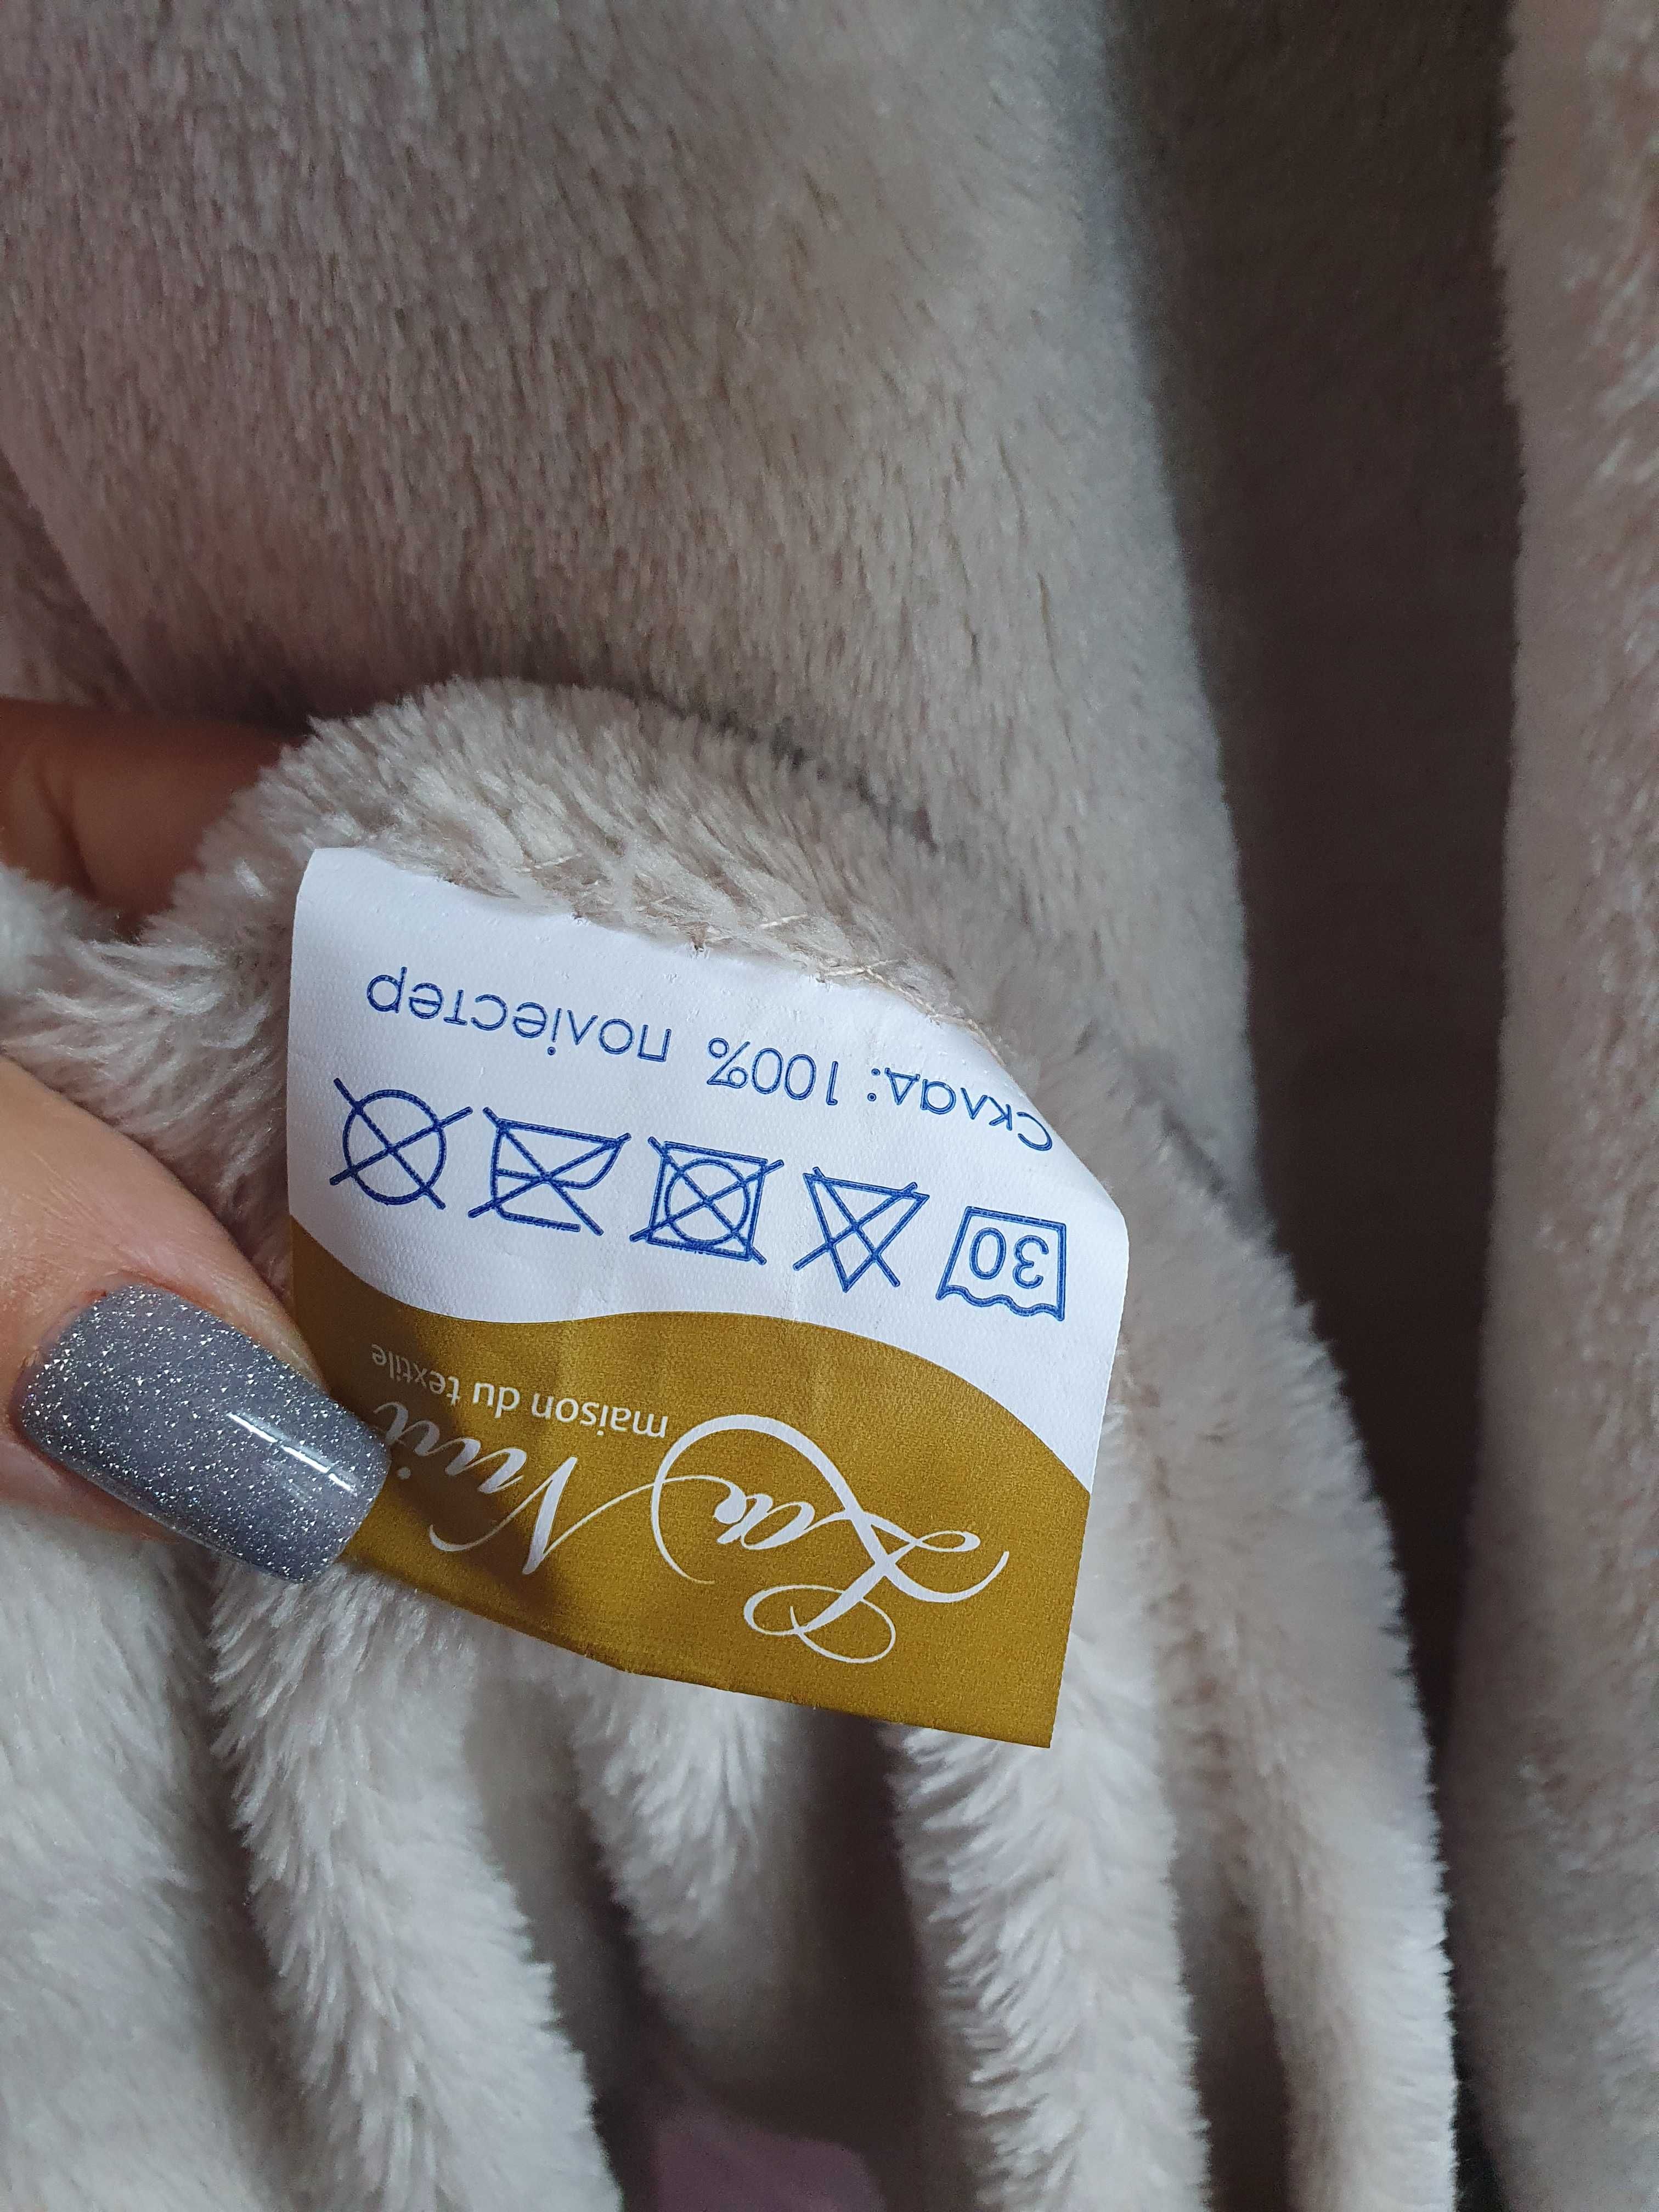 Склад: 100% поліестер
30
La Nuit
maison du textile